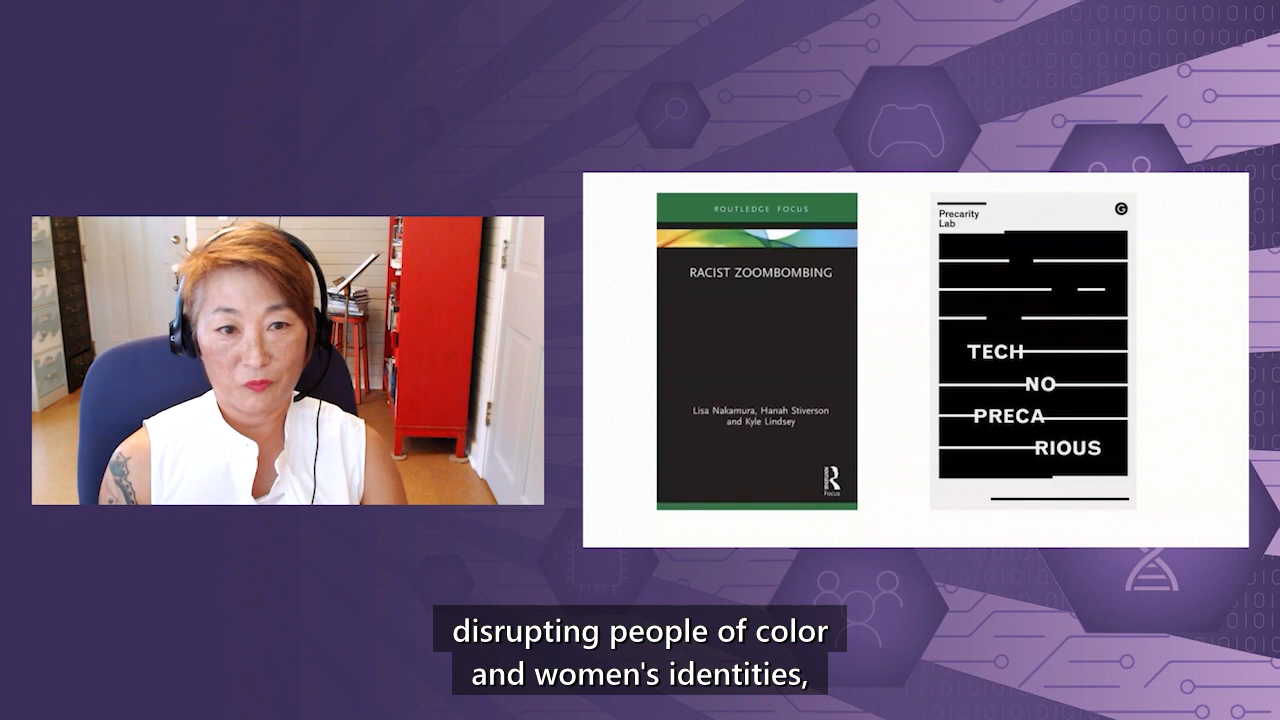 ROUTLEDGE FOCUS
RACIST ZOOMBOMBING
Lisa Nakamura, Hanah Stiverson
and Kyle Lindsey
R
Routledge
Focus
Precarity
Lab
G
TECH
NO
PRECA
RIOUS
disrupting people of color
and women's identities,